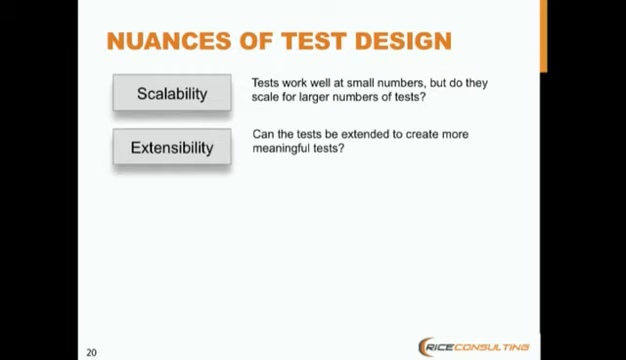 NUANCES OF TEST DESIGN
Scalability
Tests work well at small numbers, but do they
scale for larger numbers of tests?
Extensibility
Can the tests be extended to create more
meaningful tests?
20
RICECONSULTING